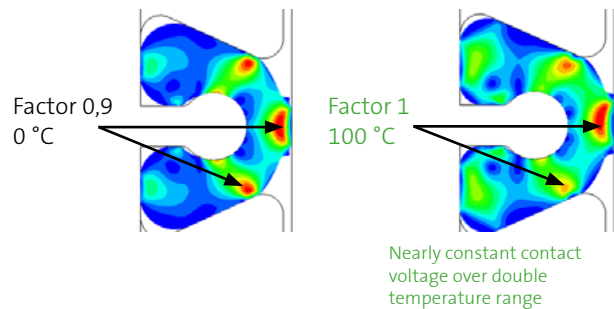 Factor 0,9
0 °C
Factor 1
100 °C
Nearly constant contact
voltage over double
temperature range